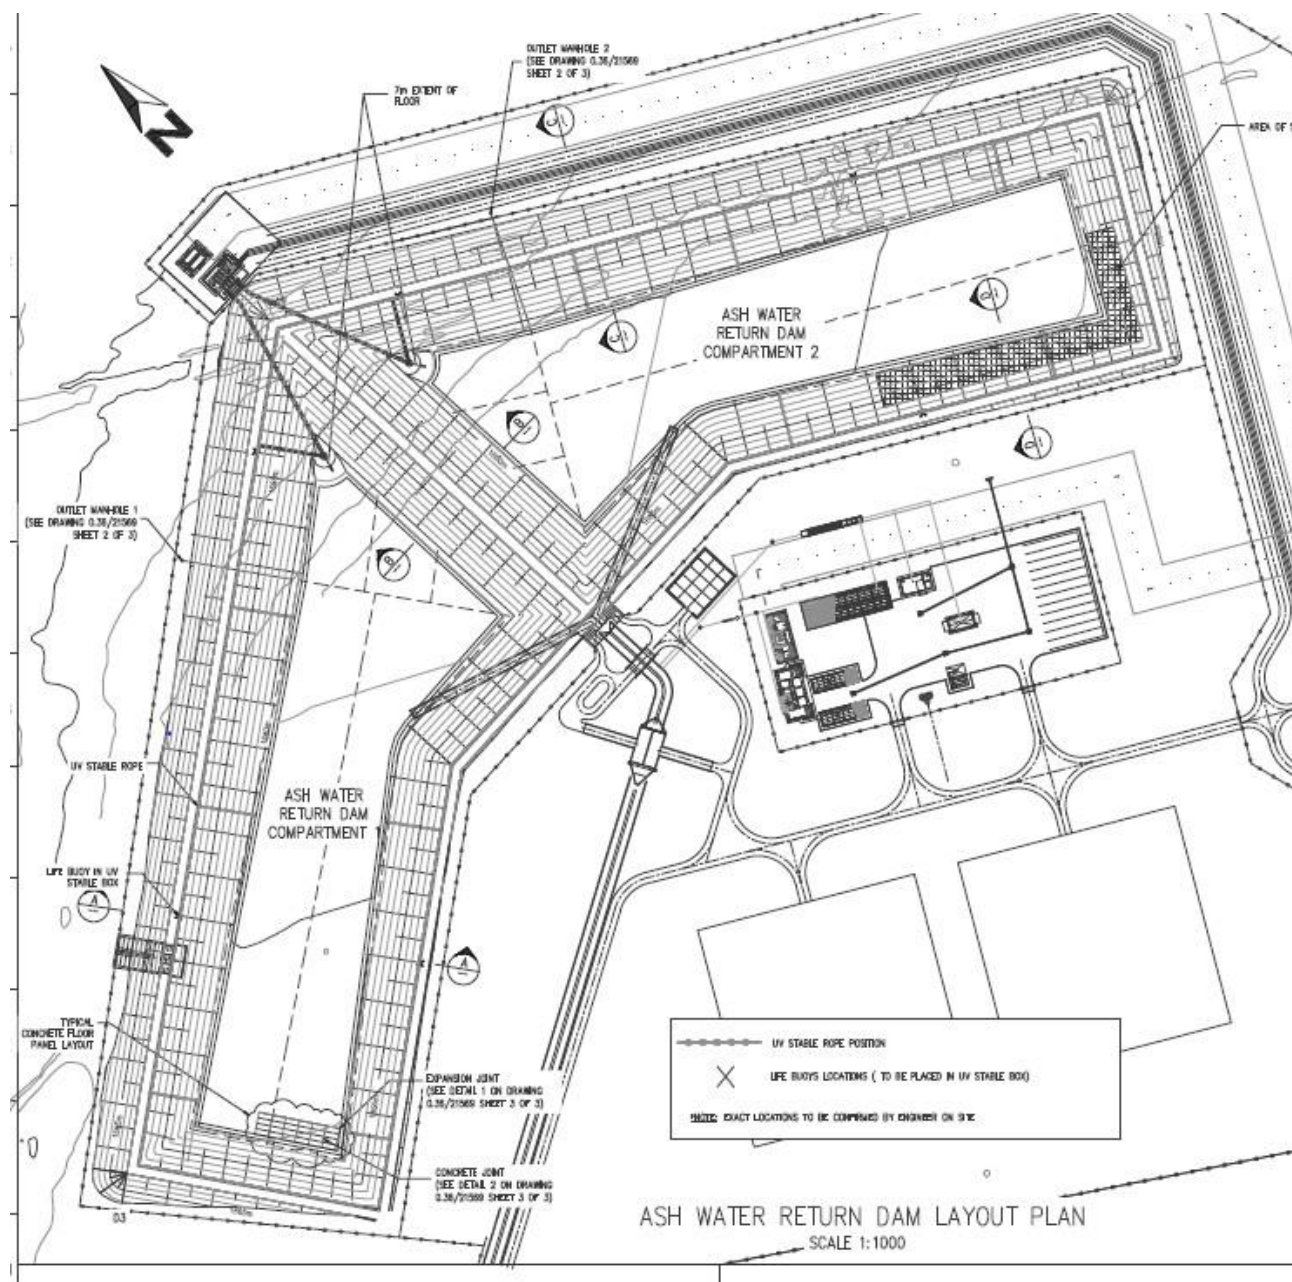 OUTLET MANHOLE 2
(SEE DRAWING 0.36/21569
SHEET 2 OF 3)
7m EXTENT OF
FLOOR
N
C
AREA OF
ASH WATER
RETURN DAM
COMPARTMENT 2
D
C
B
D
OUTLET MANHOLE 1
(SEE DRAWING 0.36/21569
SHEET 2 OF 3)
B
UV STABLE ROPE
ASH WATER
RETURN DAM
COMPARTMENT 1
LIFE BUOY IN UV
STABLE BOX
A
A
TYPICAL
CONCRETE FLOOR
PANEL LAYOUT
EXPANSION JOINT
(SEE DETAIL 1 ON DRAWING
0.36/21569 SHEET 3 OF 3)
CONCRETE JOINT
(SEE DETAIL 2 ON DRAWING
0.36/21569 SHEET 3 OF 3)
03
UV STABLE ROPE POSITION
LIFE BUOYS LOCATIONS ( TO BE PLACED IN UV STABLE BOX)
NOTE: EXACT LOCATIONS TO BE CONFIRMED BY ENGINEER ON SITE
ASH WATER RETURN DAM LAYOUT PLAN
SCALE 1:1000